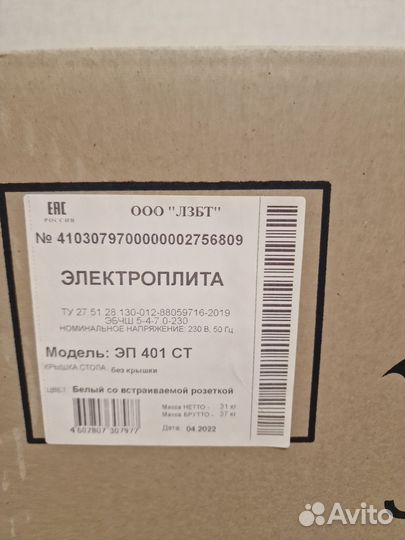 ЕАС
РОССИЯ
ООО "ЛЗБТ"
№ 4103079700000002756809
ЭЛЕКТРОПЛИТА
ТУ 27 51 28 130-012-88059716-2019
ЭБЧШ 5-4-7 0-230
НОМИНАЛЬНОЕ НАПРЯЖЕНИЕ: 230 В, 50 Гц
Модель: ЭП 401 СТ
КРЫШКА СТОЛА: без крышки
ЦВЕТ: Белый со встраиваемой розеткой
Масса НЕТТО - 31 кг
Масса БРУТТО - 37 кг
4 607807 307977
Дата: 04.2022
Avito